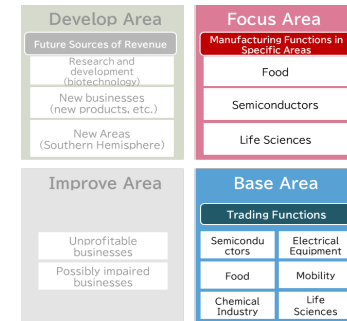 Develop Area
Future Sources of Revenue
Research and
development
(biotechnology)
New businesses
(new products, etc.)
New Areas
(Southern Hemisphere)
Focus Area
Manufacturing Functions in
Specific Areas
Food
Semiconductors
Life Sciences
Improve Area
Unprofitable
businesses
Possibly impaired
businesses
Base Area
Trading Functions
Semicondu
ctors
Electrical
Equipment
Food
Mobility
Chemical
Industry
Life
Sciences